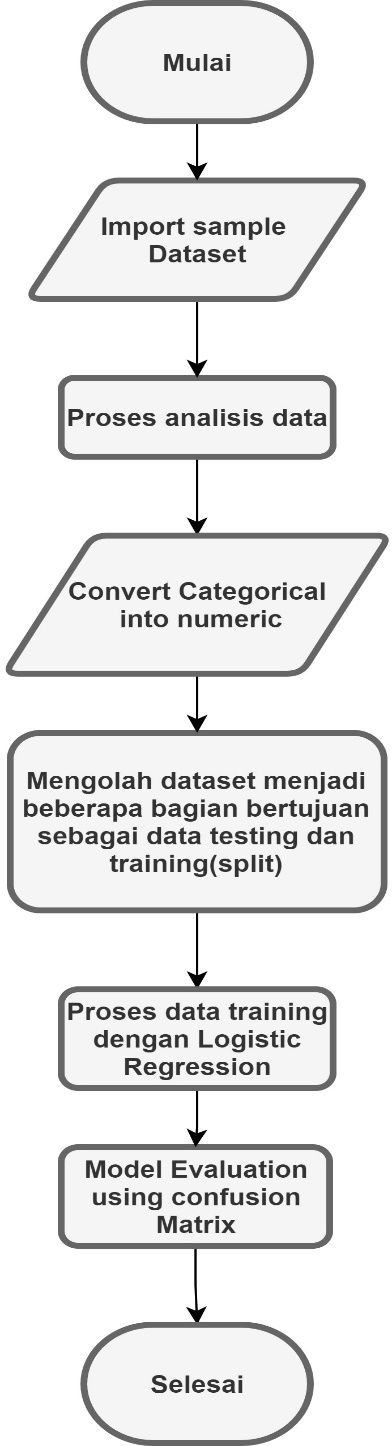 Mulai
Import sample
Dataset
Proses analisis data
Convert Categorical
into numeric
Mengolah dataset menjadi
beberapa bagian bertujuan
sebagai data testing dan
training(split)
Proses data training
dengan Logistic
Regression
Model Evaluation
using confusion
Matrix
Selesai